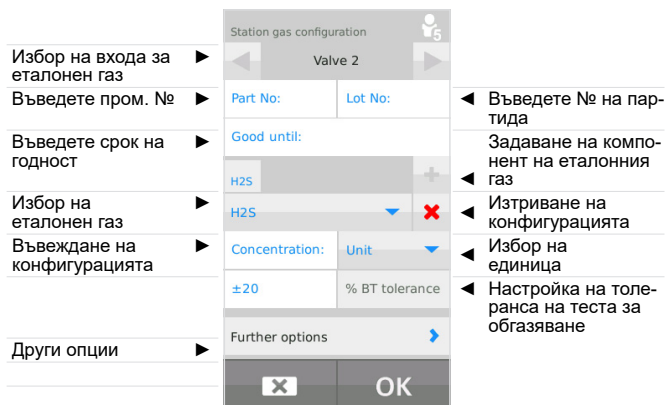 Station gas configuration
5
Valve 2
Part No:
Lot No:
Good until:
H2S
H2S
Concentration:
Unit
±20
% BT tolerance
Further options
OK
Избор на входа за
еталонен газ
Въведете пром. №
Въведете срок на
годност
Избор на
еталонен газ
Въвеждане на
конфигурацията
Други опции
Въведете № на пар-
тида
Задаване на компо-
нент на еталонния
газ
Изтриване на
конфигурацията
Избор на
единица
Настройка на толе-
ранса на теста за
обгазяване